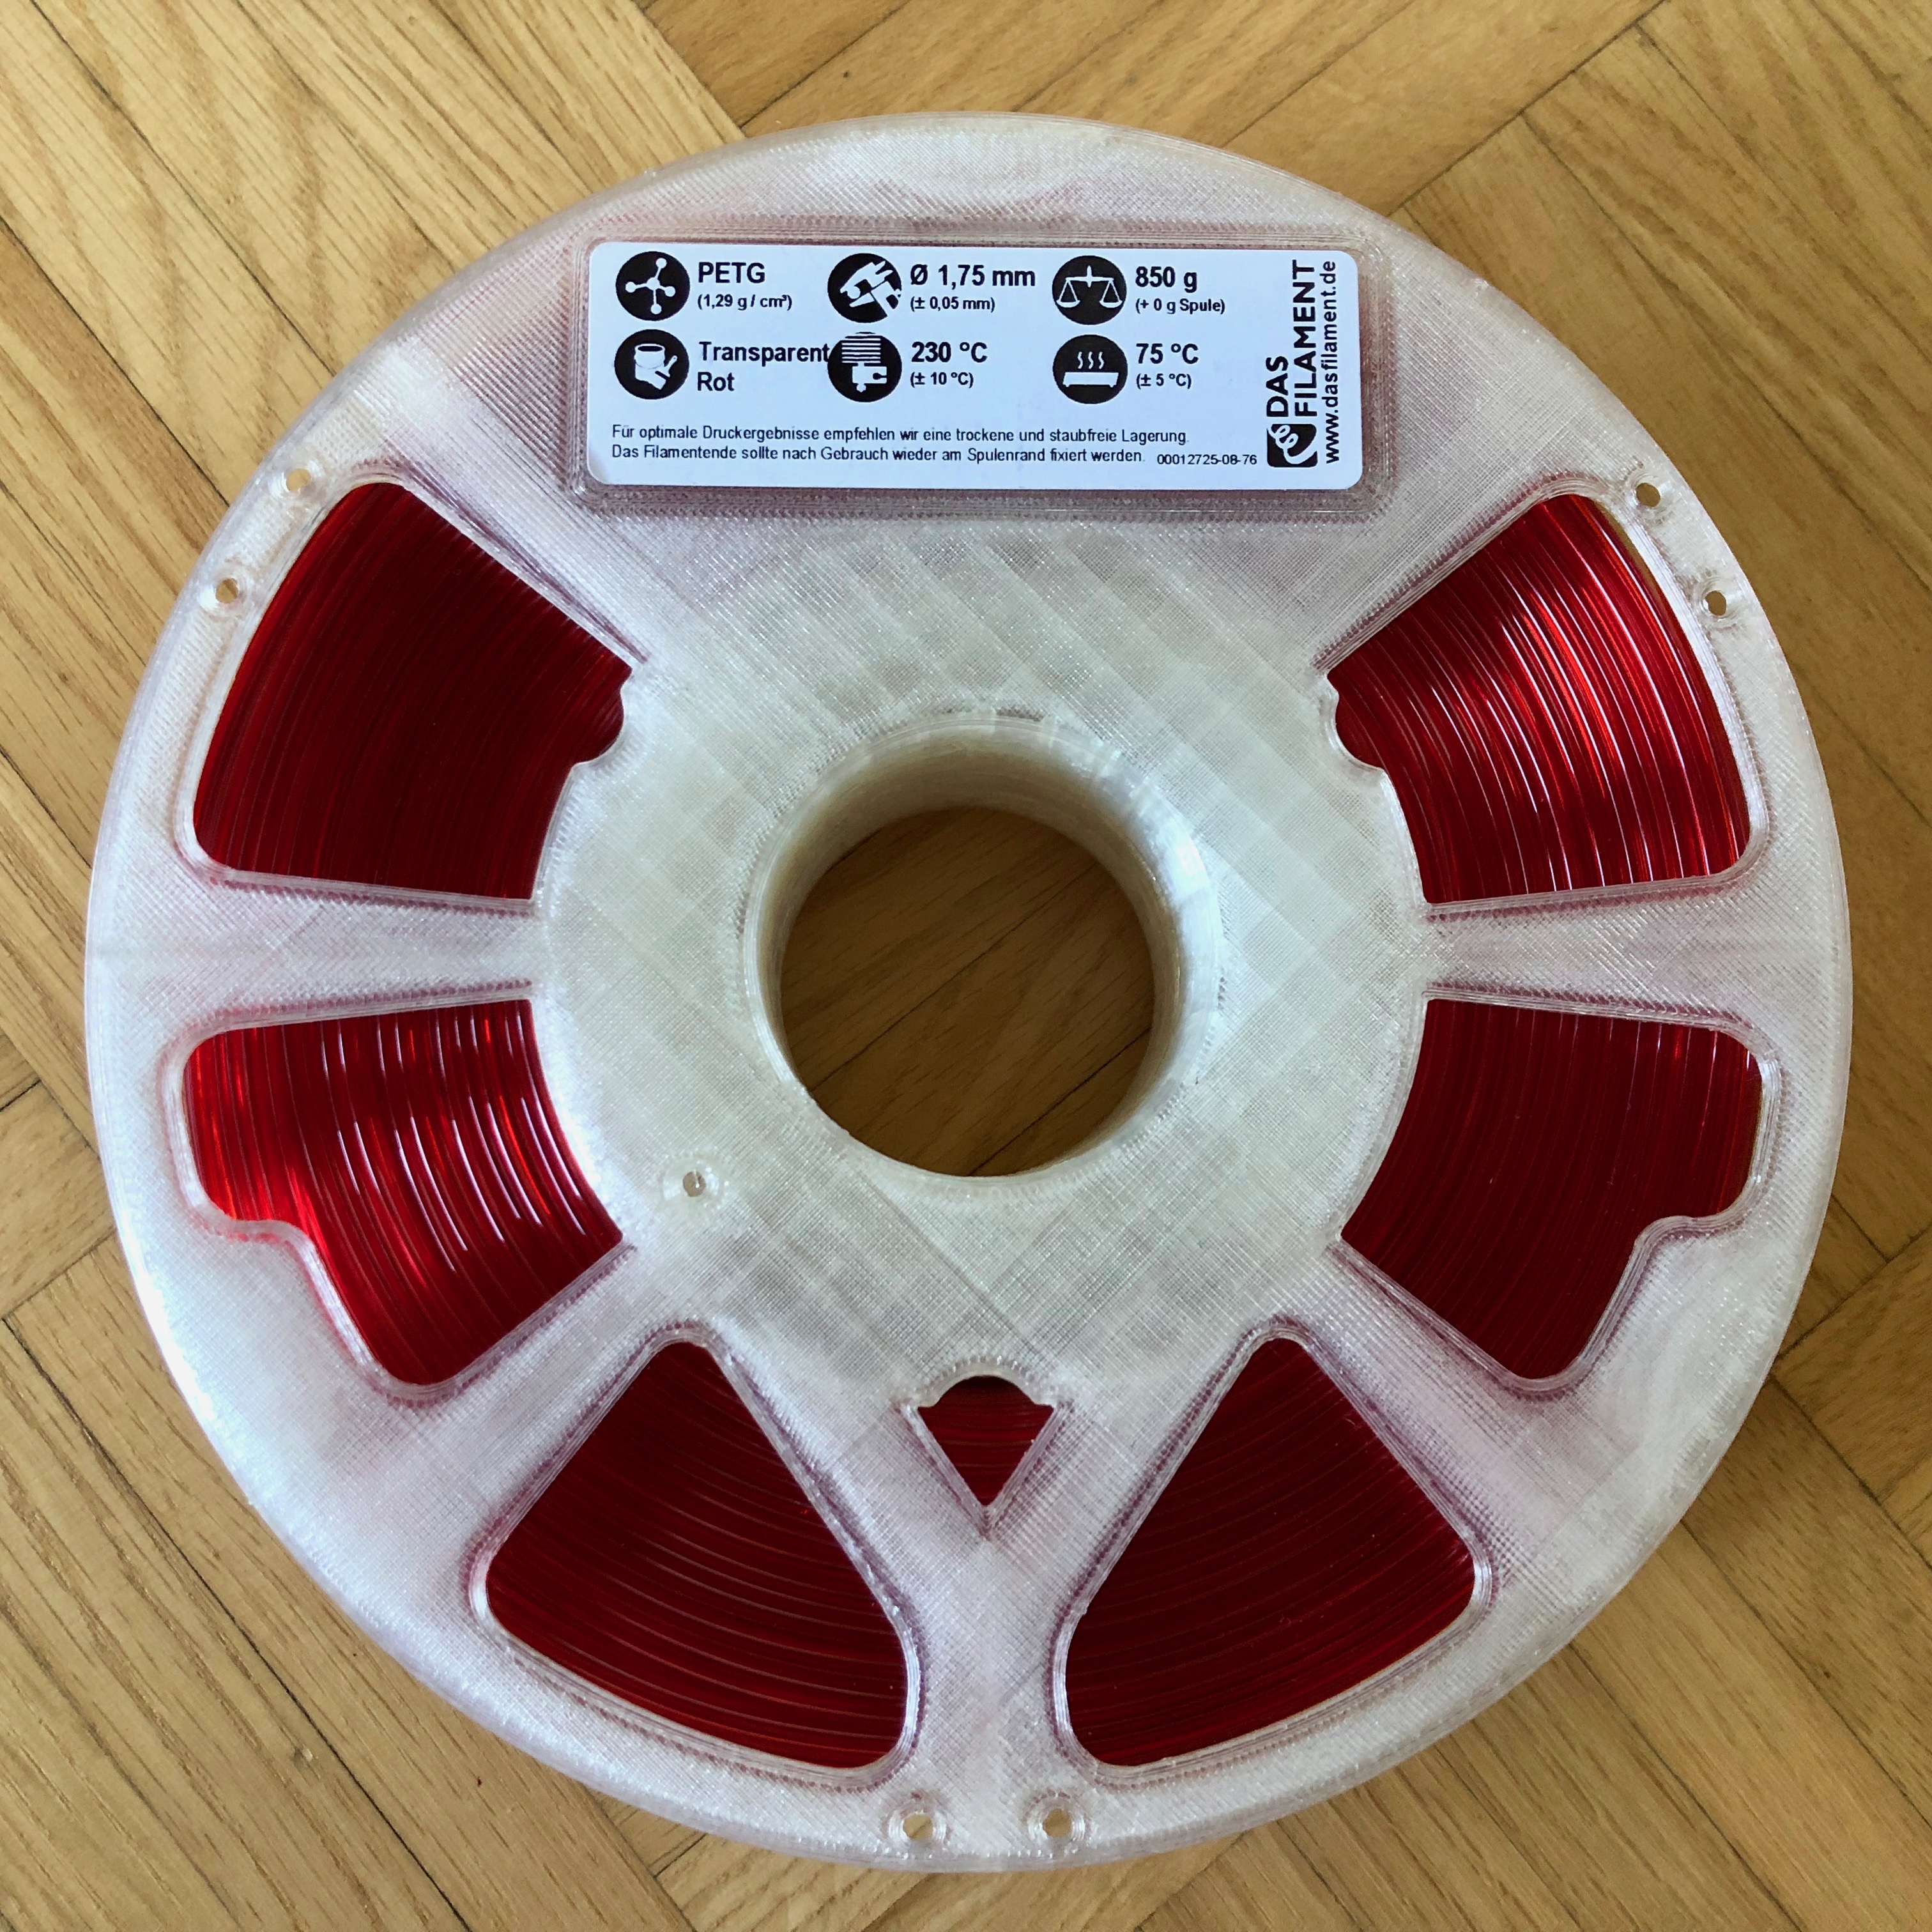 PETG
(1,29 g / cm³)
Ø 1,75 mm
(± 0,05 mm)
850 g
(+ 0 g Spule)
Transparent
Rot
230 °C
(± 10 °C)
75 °C
(± 5 °C)
Für optimale Druckergebnisse empfehlen wir eine trockene und staubfreie Lagerung.
Das Filamentende sollte nach Gebrauch wieder am Spulenrand fixiert werden. 00012725-08-76
DAS
FILAMENT
www.dasfilament.de